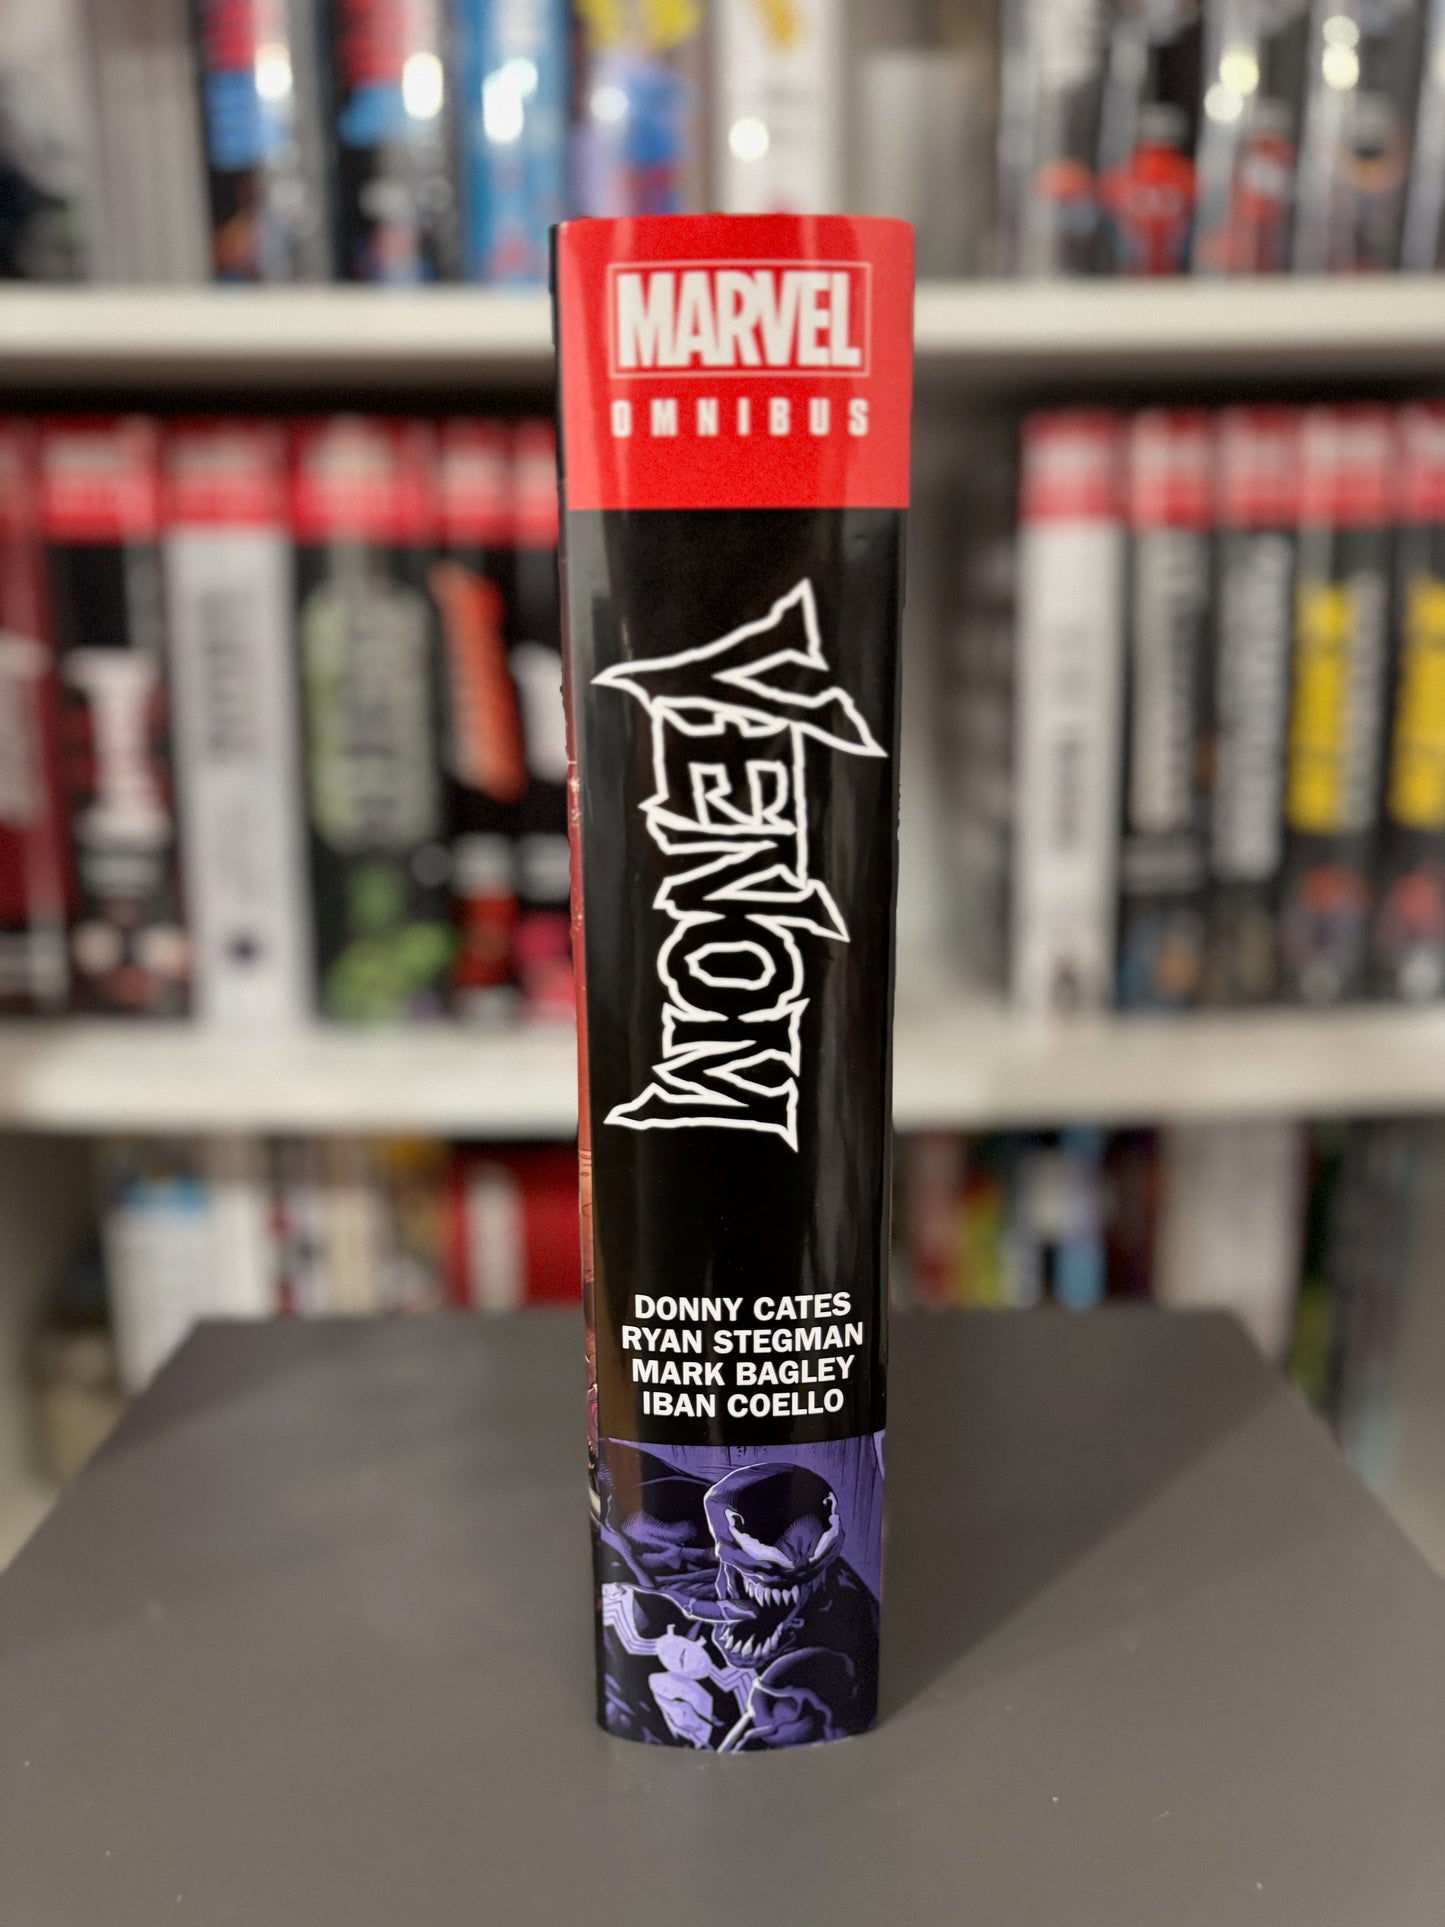 MARVEL
OMNIBUS
VENOM
DONNY CATES
RYAN STEGMAN
MARK BAGLEY
IBAN COELLO